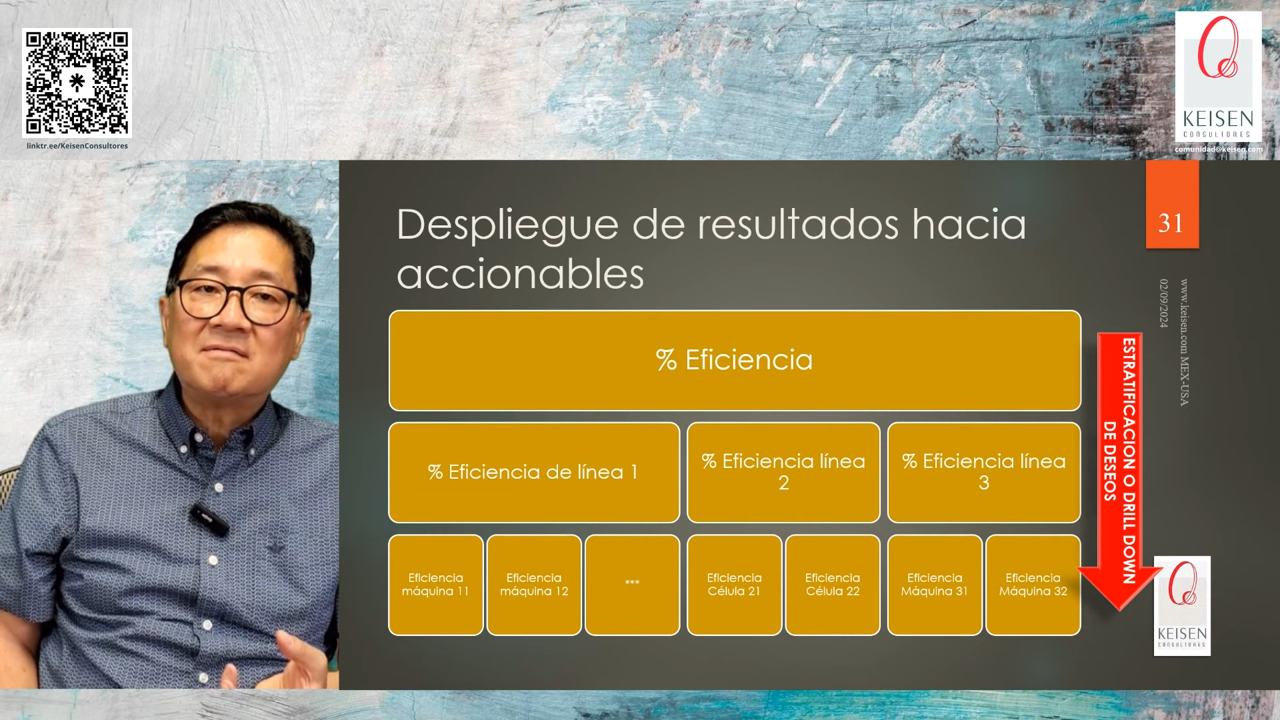 linktr.ee/KeisenConsultores
KEISEN
CONSULTORES
comunidad@keisen.com
Despliegue de resultados hacia
accionables
31
www.keisen.com MEX-USA
02/09/2024
% Eficiencia
% Eficiencia de línea 1
% Eficiencia línea
2
% Eficiencia línea
3
Eficiencia
máquina 11
Eficiencia
máquina 12
...
Eficiencia
Célula 21
Eficiencia
Célula 22
Eficiencia
Máquina 31
Eficiencia
Máquina 32
ESTRATIFICACION O DRILL DOWN
DE DESEOS
KEISEN
CONSULTORES